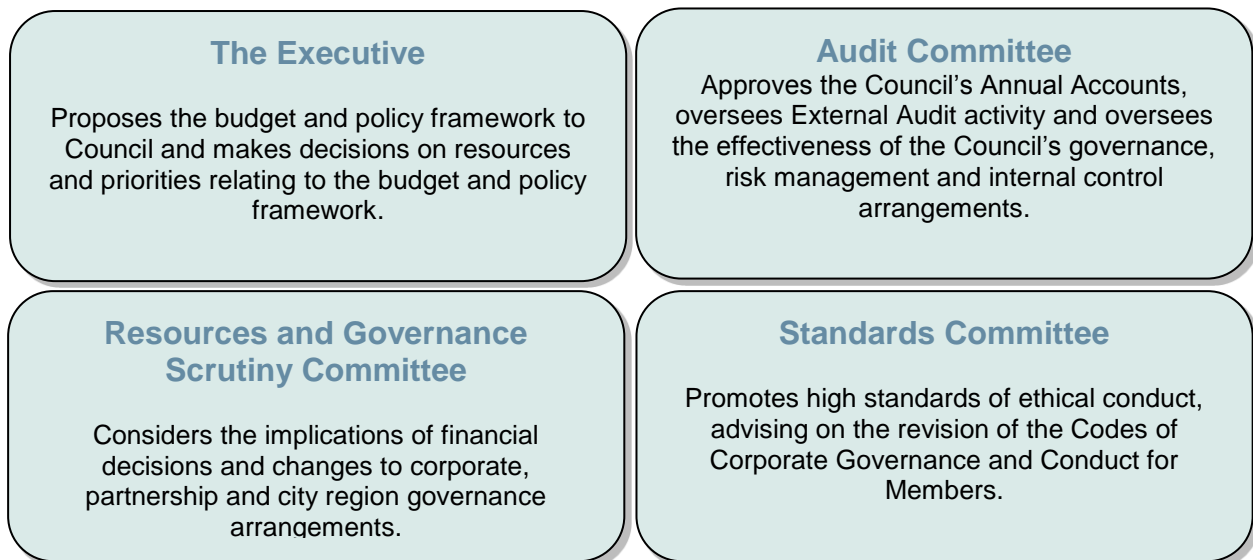 The Executive
Proposes the budget and policy framework to
Council and makes decisions on resources
and priorities relating to the budget and policy
framework.
Audit Committee
Approves the Council’s Annual Accounts,
oversees External Audit activity and oversees
the effectiveness of the Council’s governance,
risk management and internal control
arrangements.
Resources and Governance
Scrutiny Committee
Considers the implications of financial
decisions and changes to corporate,
partnership and city region governance
arrangements.
Standards Committee
Promotes high standards of ethical conduct,
advising on the revision of the Codes of
Corporate Governance and Conduct for
Members.